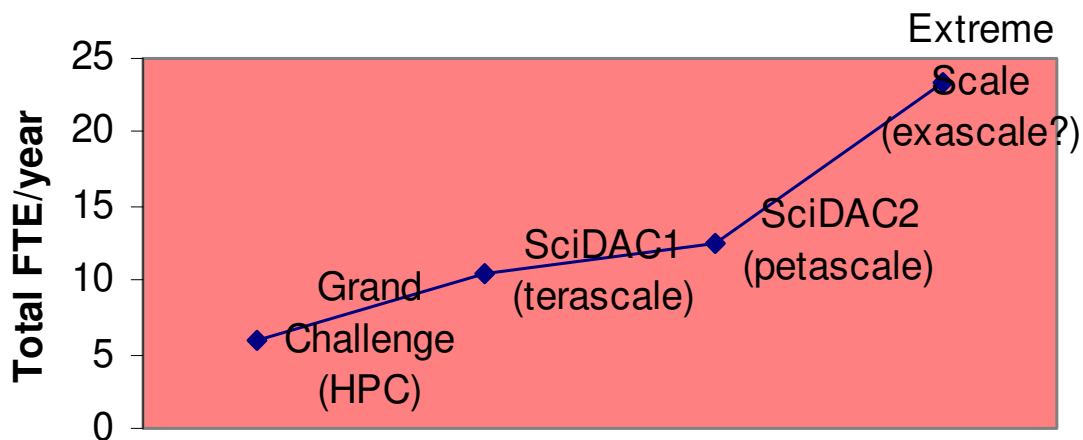 Total FTE/year
25
20
15
10
5
0
Grand
Challenge
(HPC)
SciDAC1
(terascale)
SciDAC2
(petascale)
Extreme
Scale
(exascale?)